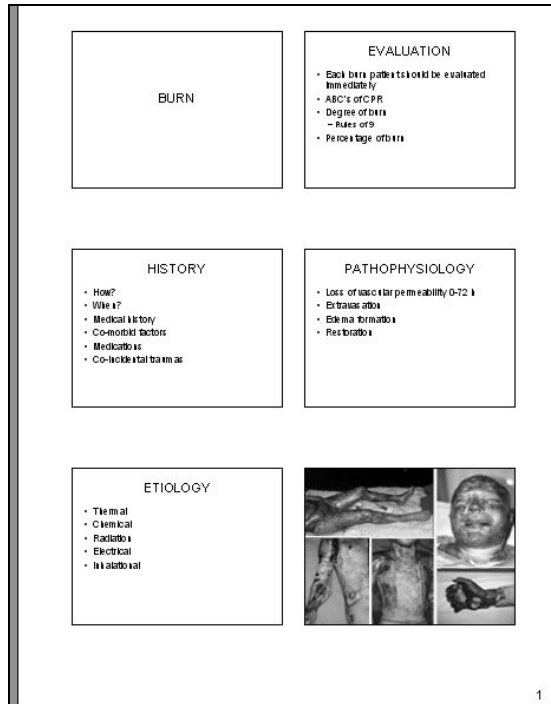 BURN
EVALUATION
• Each burn patient should be evaluated
immediately
• ABC's of CPR
• Degree of burn
– Rules of 9
• Percentage of burn
HISTORY
• How?
• When?
• Medical history
• Co-morbid factors
• Medications
• Co-incidental traumas
PATHOPHYSIOLOGY
• Loss of vascular permeability 0-72 h
• Extravasation
• Edema formation
• Restoration
ETIOLOGY
• Thermal
• Chemical
• Radiation
• Electrical
• Inhalational
1